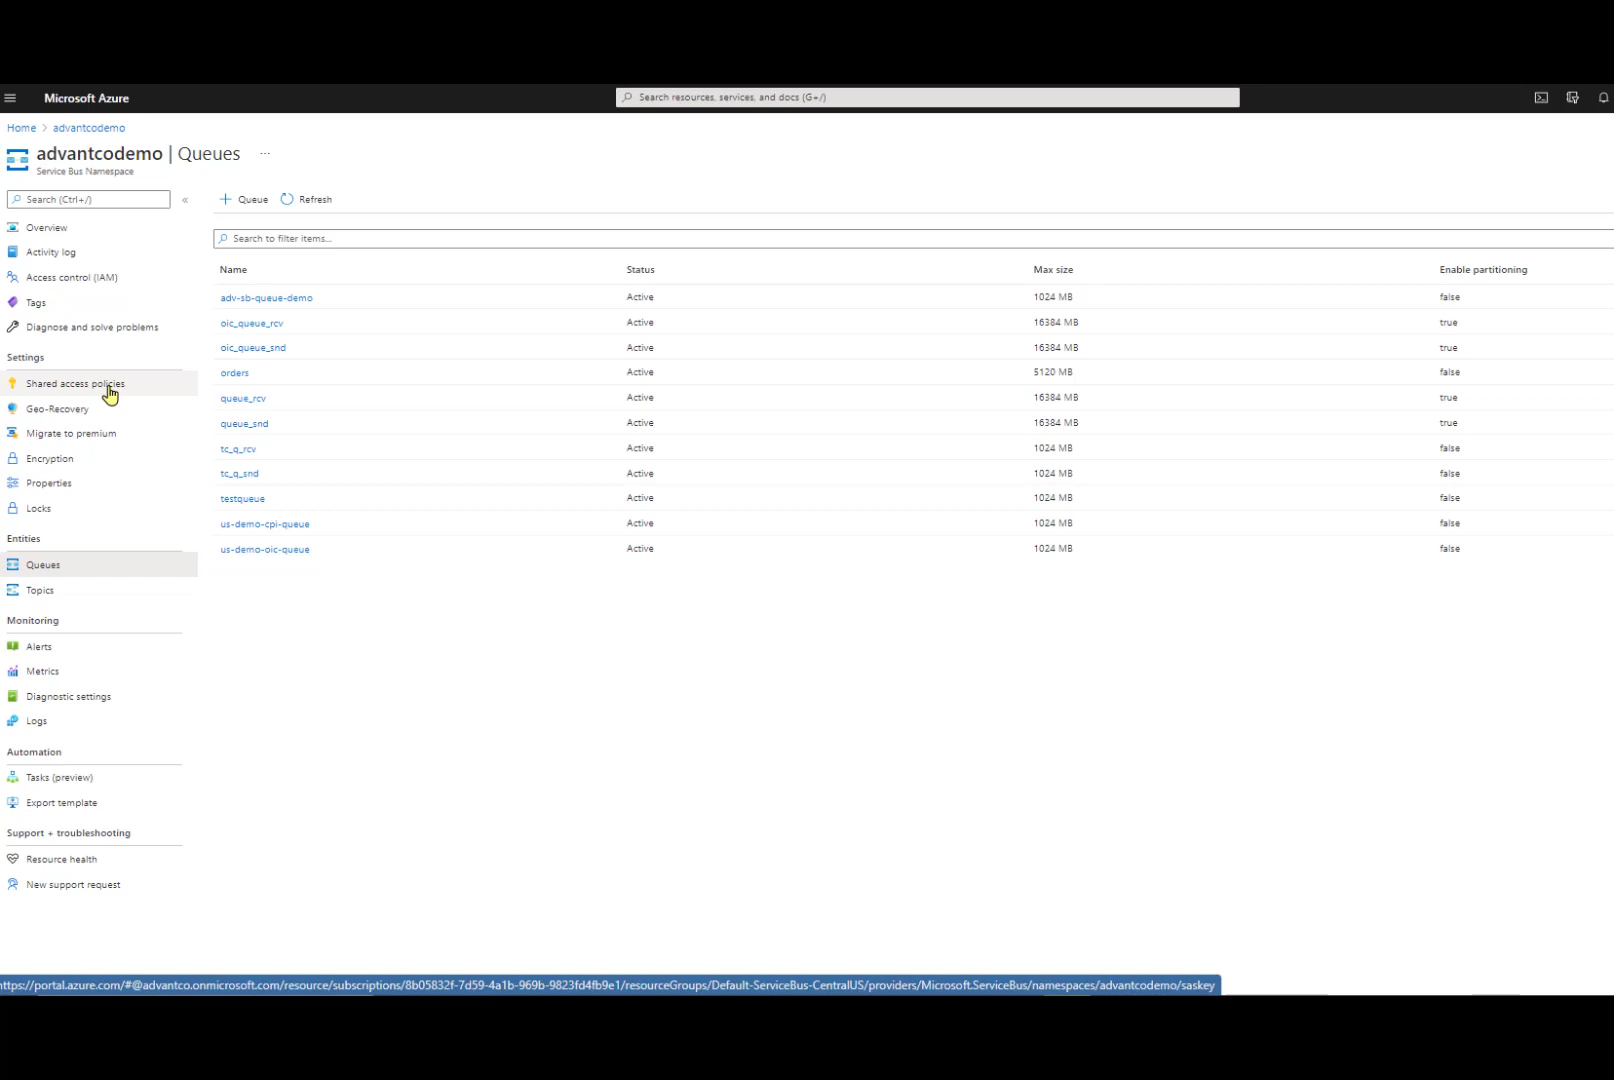 Microsoft Azure
Search resources, services, and docs (G+/)
Home > advantcodemo
advantcodemo | Queues ...
Service Bus Namespace
Search (Ctrl+/) «
+ Queue Refresh
Overview
Activity log
Access control (IAM)
Tags
Diagnose and solve problems
Settings
Shared access policies
Geo-Recovery
Migrate to premium
Encryption
Properties
Locks
Entities
Queues
Topics
Monitoring
Alerts
Metrics
Diagnostic settings
Logs
Automation
Tasks (preview)
Export template
Support + troubleshooting
Resource health
New support request
Search to filter items...
Name Status Max size Enable partitioning
adv-sb-queue-demo Active 1024 MB false
oic_queue_rcv Active 16384 MB true
oic_queue_snd Active 16384 MB true
orders Active 5120 MB false
queue_rcv Active 16384 MB true
queue_snd Active 16384 MB true
tc_q_rcv Active 1024 MB false
tc_q_snd Active 1024 MB false
testqueue Active 1024 MB false
us-demo-cpi-queue Active 1024 MB false
us-demo-oic-queue Active 1024 MB false
https://portal.azure.com/#@advantco.onmicrosoft.com/resource/subscriptions/8b05832f-7d59-4a1b-969b-9823fd4fb9e1/resourceGroups/Default-ServiceBus-CentralUS/providers/Microsoft.ServiceBus/namespaces/advantcodemo/saskey